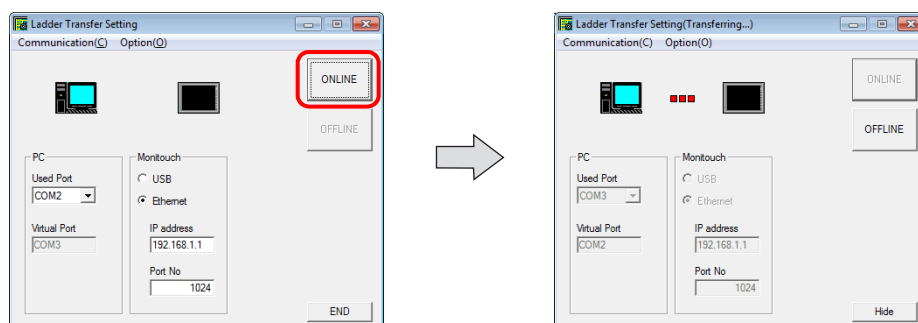 Ladder Transfer Setting
Communication(C) Option(O)
ONLINE
OFFLINE
PC
Used Port
COM2
Virtual Port
COM3
Monitouch
USB
Ethernet
IP address
192.168.1.1
Port No
1024
END
Ladder Transfer Setting(Transferring...)
Communication(C) Option(O)
ONLINE
OFFLINE
PC
Used Port
COM3
Virtual Port
COM2
Monitouch
USB
Ethernet
IP address
192.168.1.1
Port No
1024
Hide